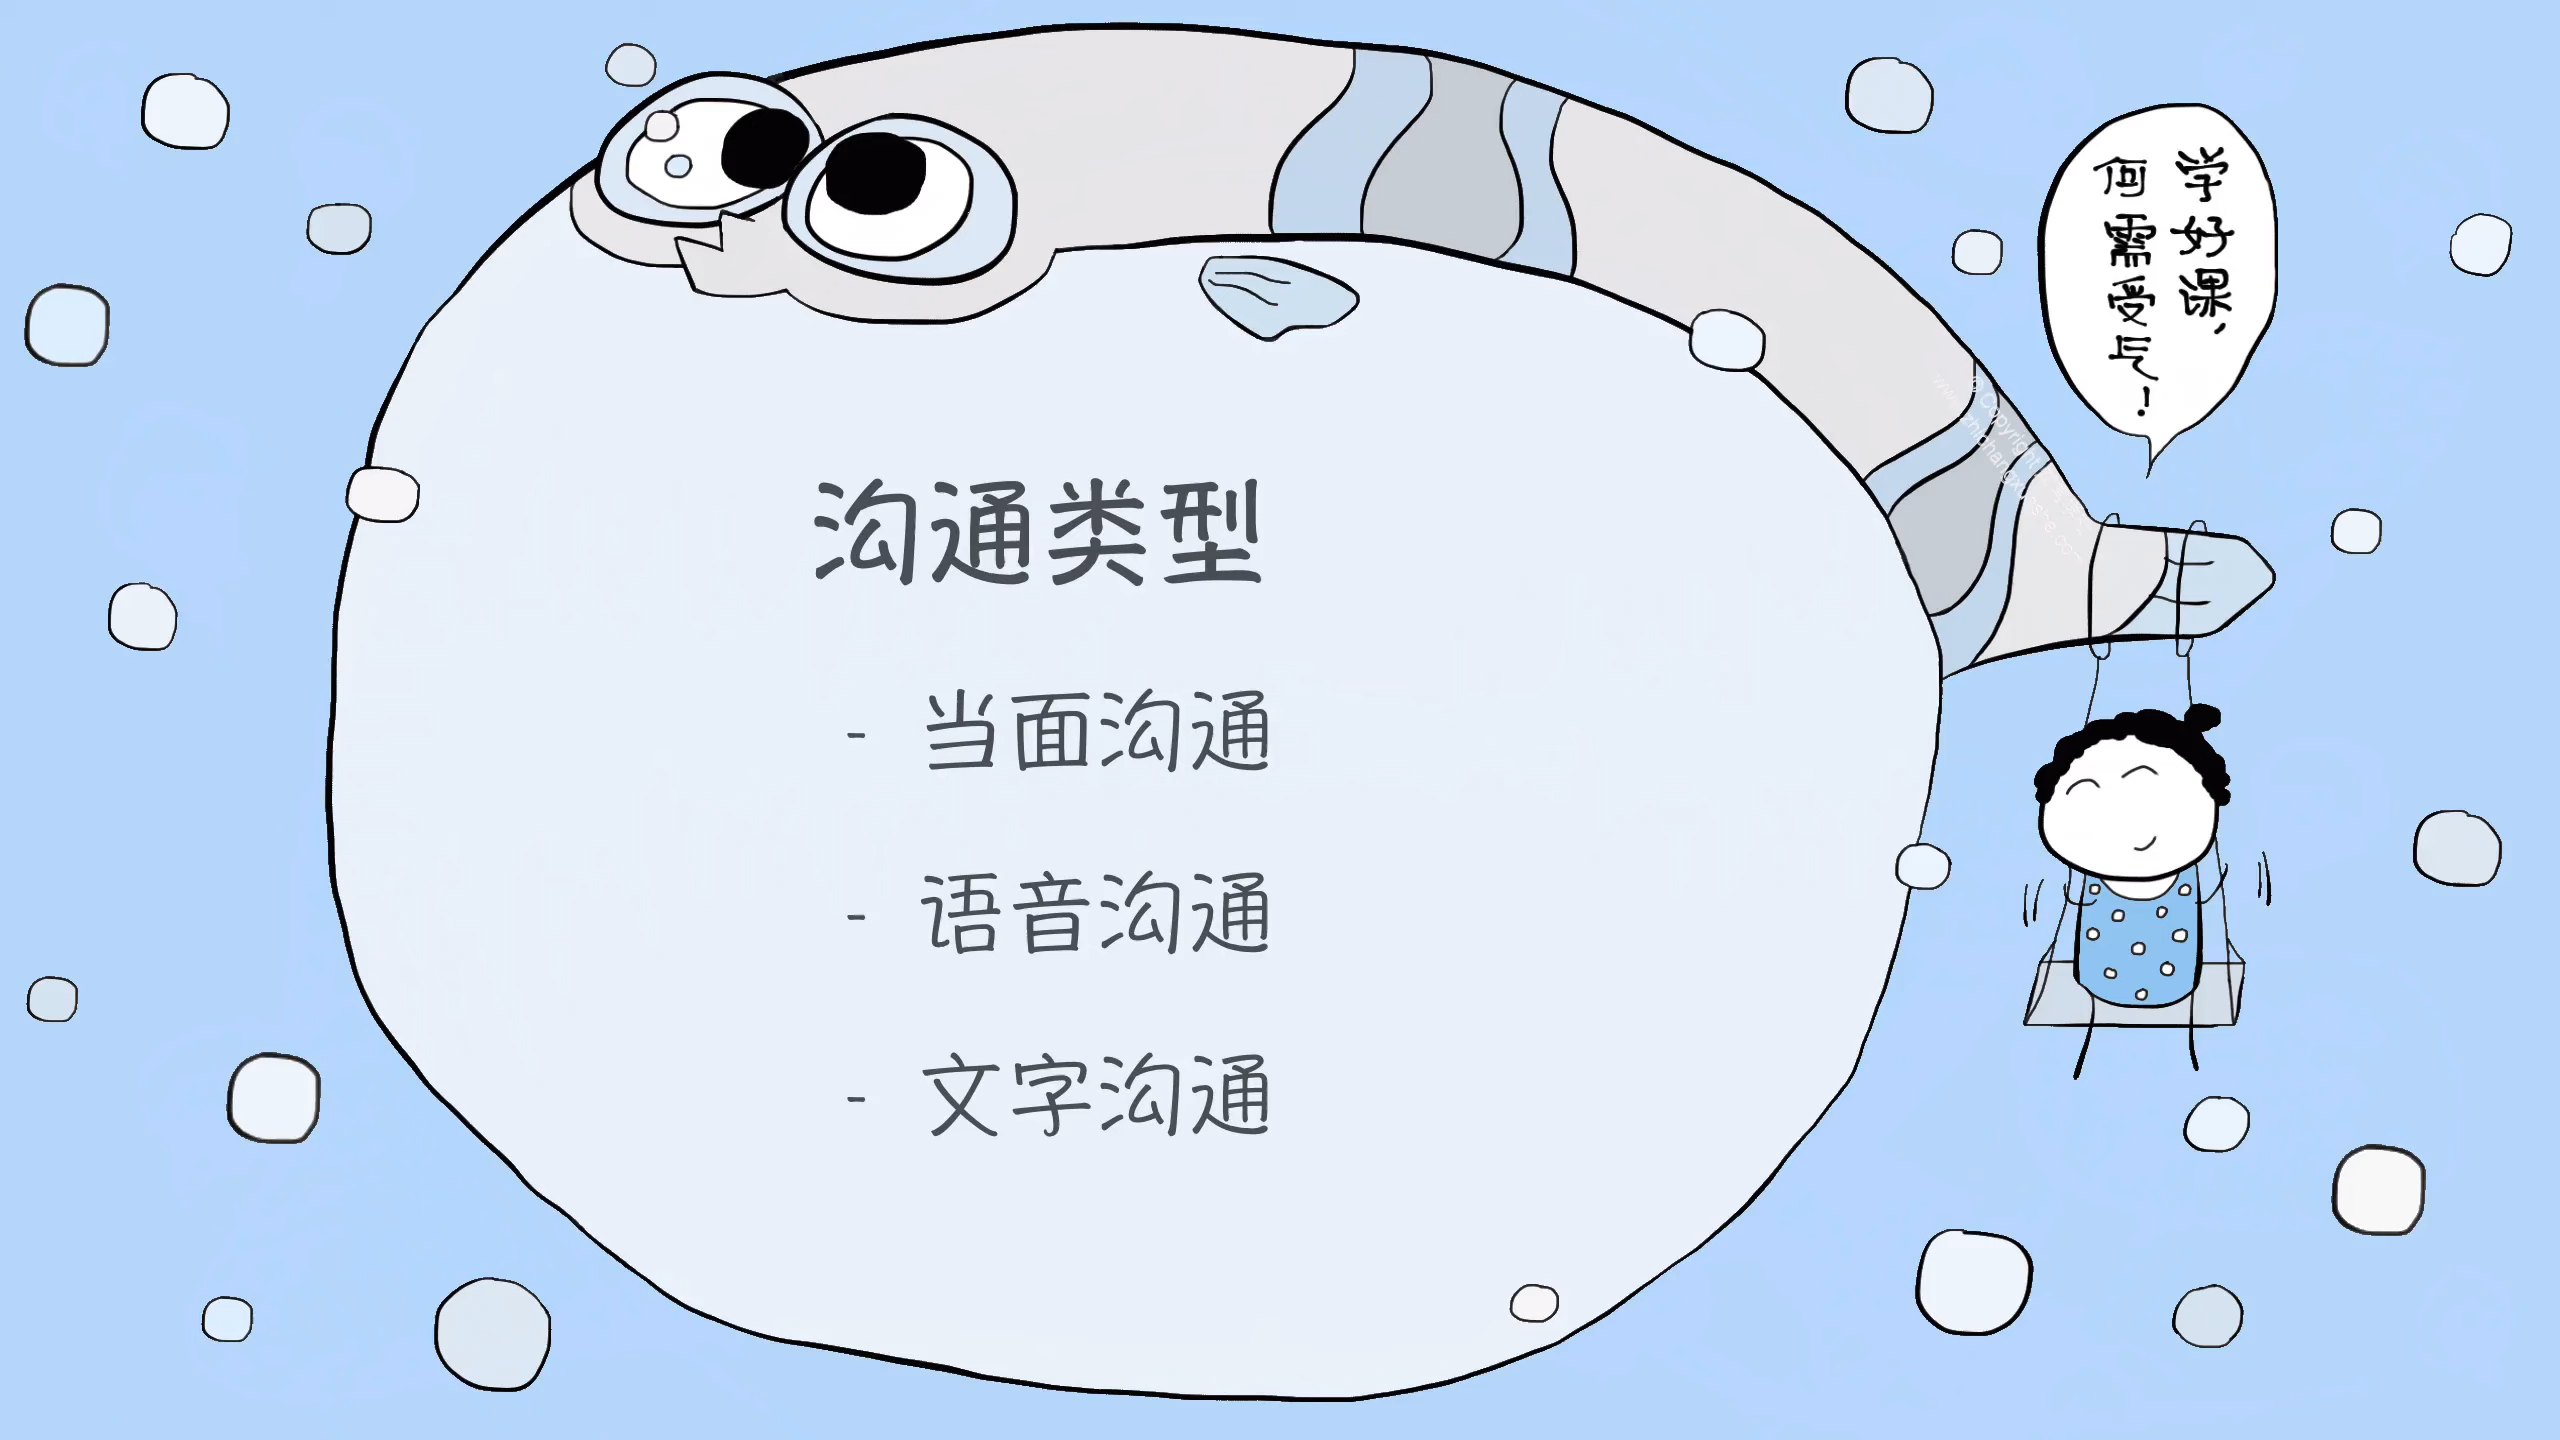 沟通类型
- 当面沟通
- 语音沟通
- 文字沟通
学好课，
何需受气！